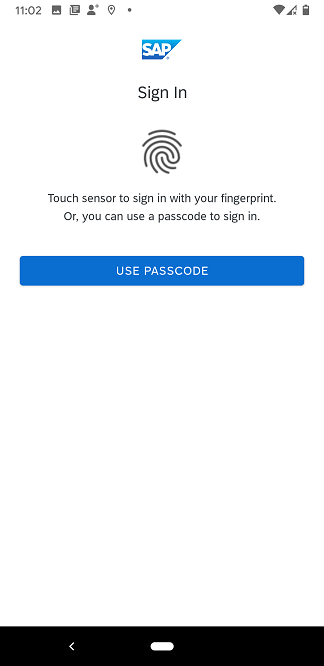 11:02
SAP
Sign In
Touch sensor to sign in with your fingerprint.
Or, you can use a passcode to sign in.
USE PASSCODE